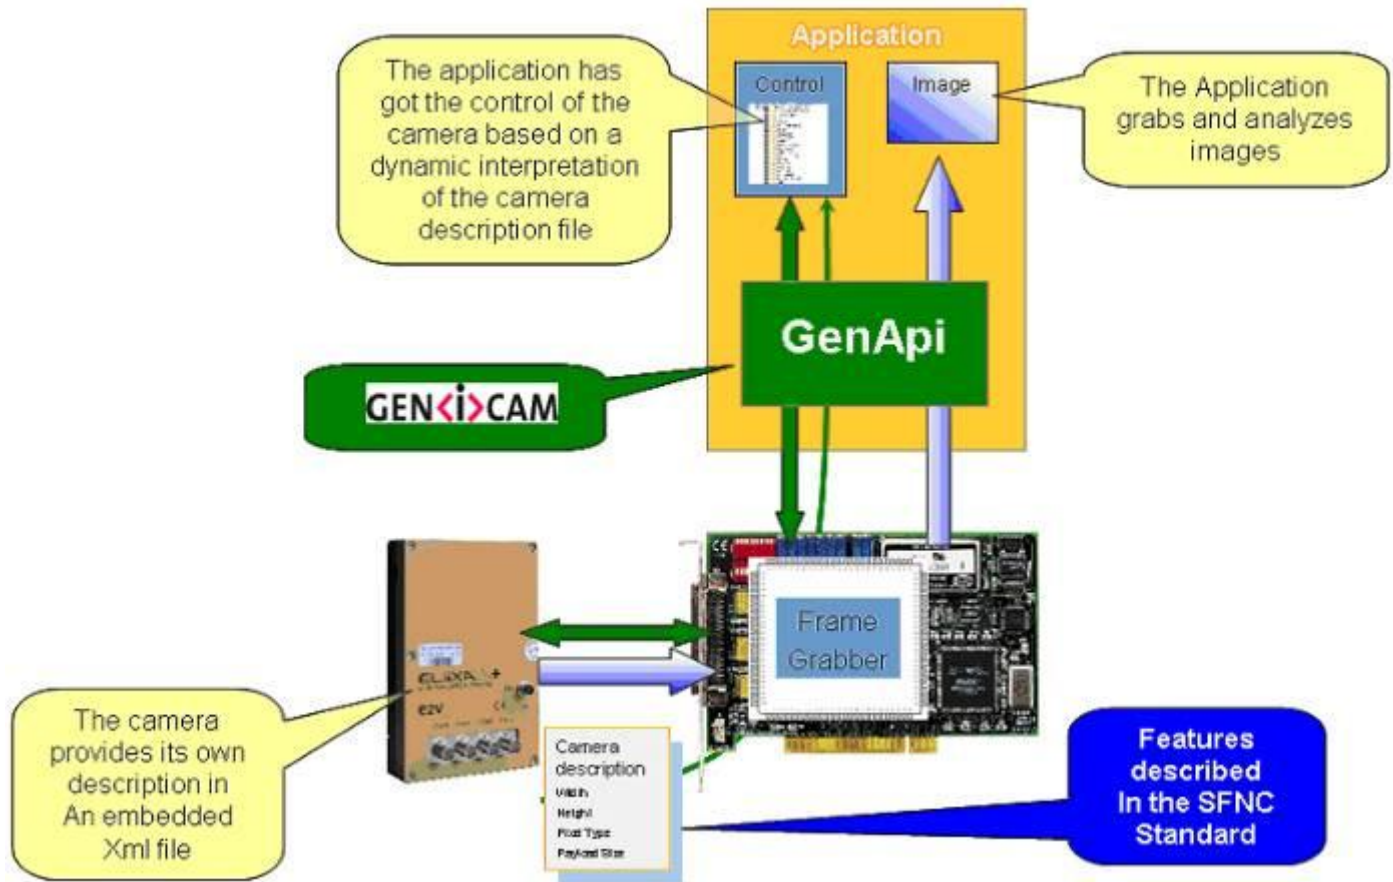 Application
The application has
got the control of the
camera based on a
dynamic interpretation
of the camera
description file
Control
Image
The Application
grabs and analyzes
images
GenApi
GEN<i>CAM
Frame
Grabber
e2v
The camera
provides its own
description in
An embedded
Xml file
Camera
description
Width
Height
Pixel Type
Payload Size
Features
described
In the SFNC
Standard